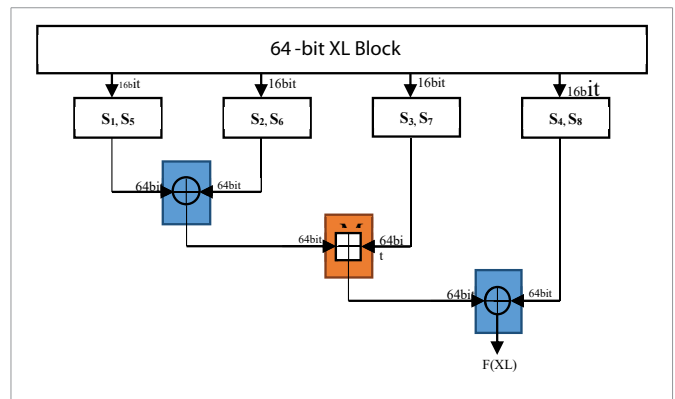 64 -bit XL Block
16bit 16bit 16bit 16bit
S1, S5 S2, S6 S3, S7 S4, S8
64bit 64bit
64bit 64bi
t
64bit 64bit
F(XL)